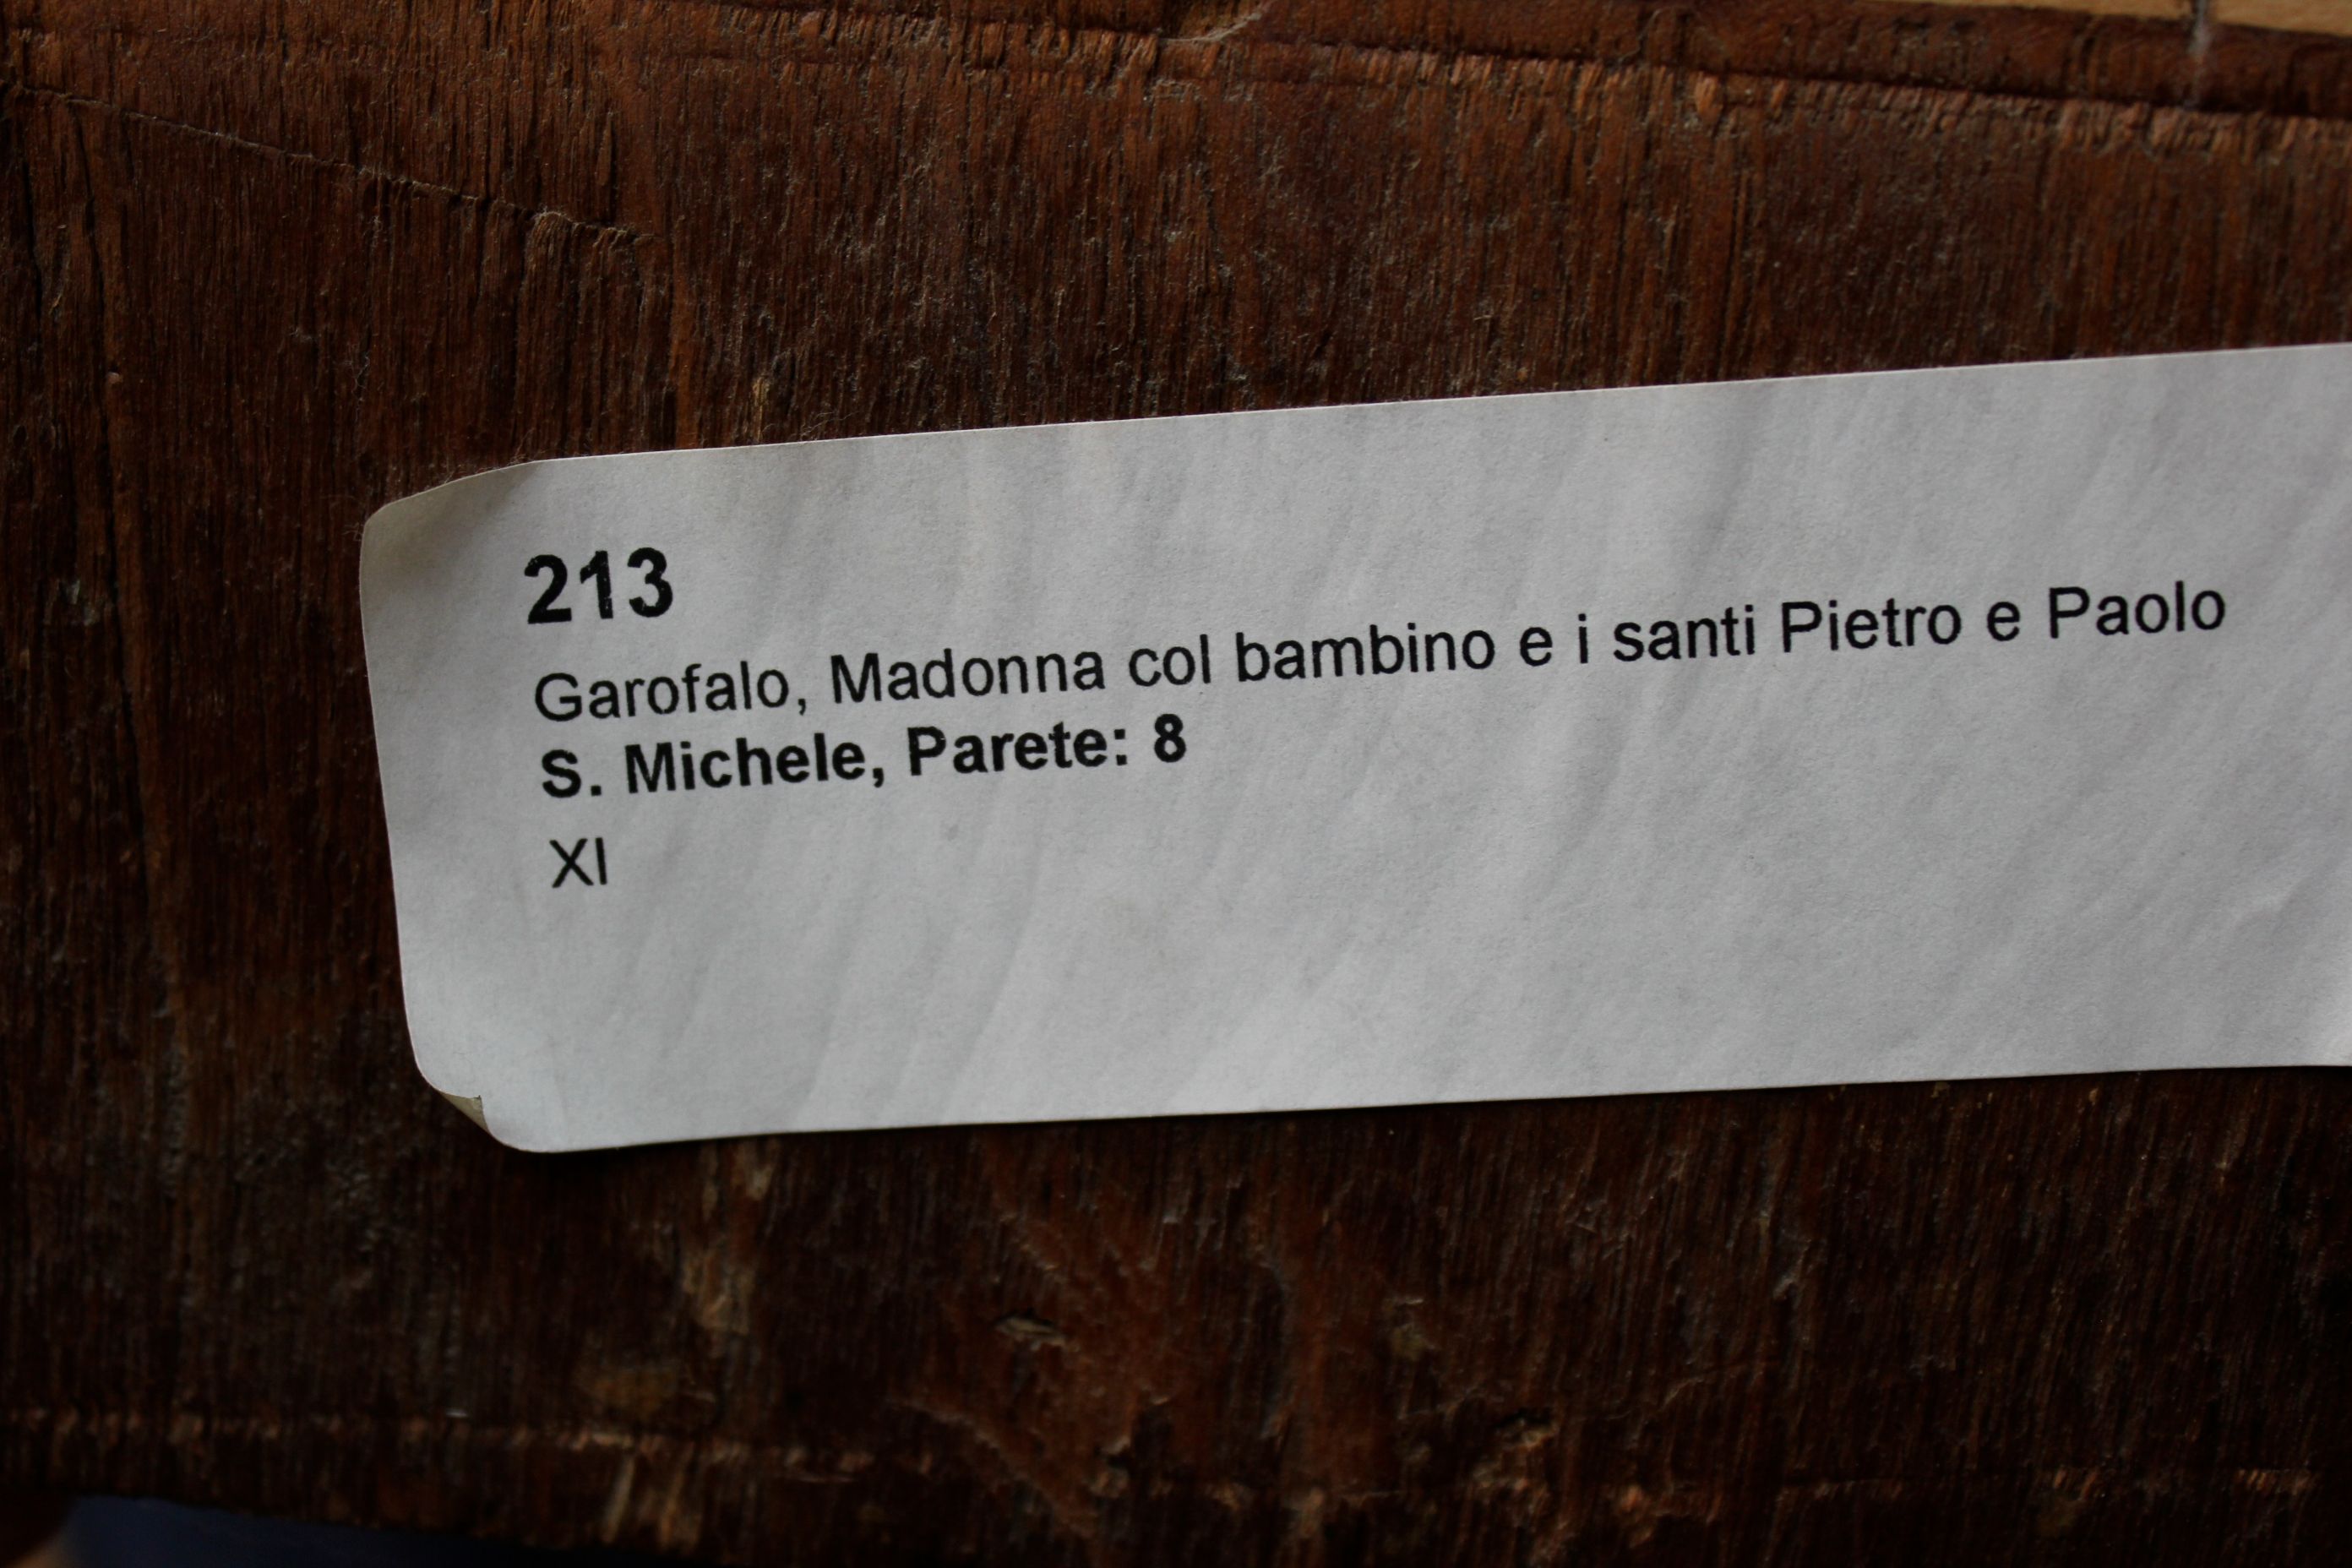 213
Garofalo, Madonna col bambino e i santi Pietro e Paolo
S. Michele, Parete: 8
XI